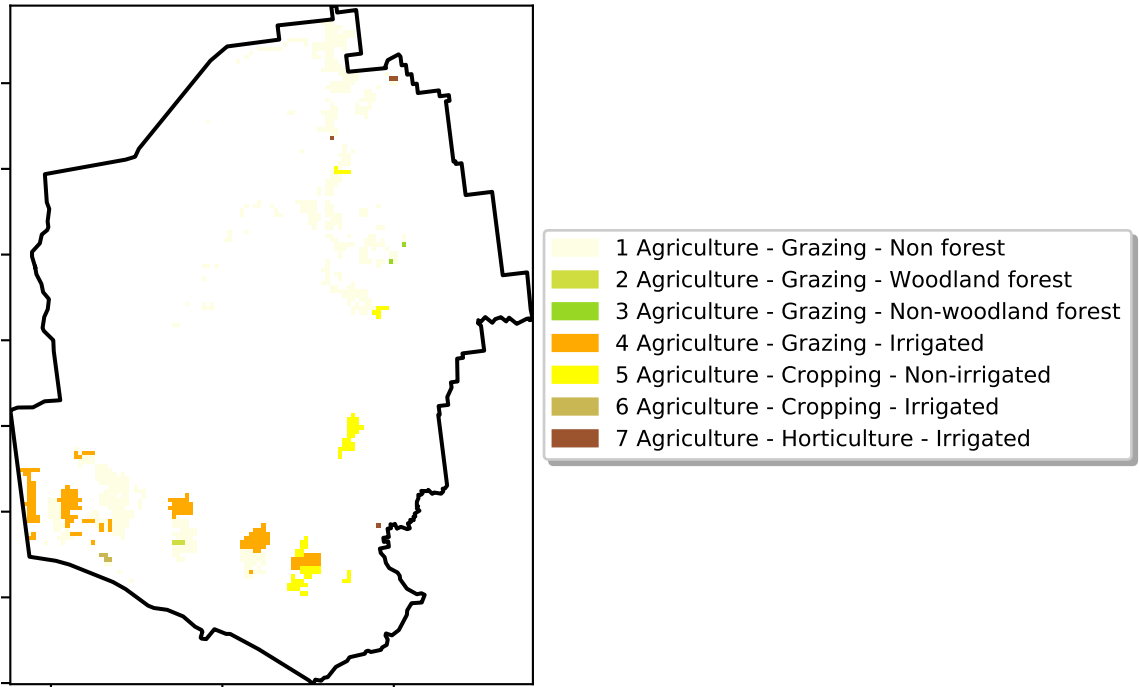 1 Agriculture - Grazing - Non forest
2 Agriculture - Grazing - Woodland forest
3 Agriculture - Grazing - Non-woodland forest
4 Agriculture - Grazing - Irrigated
5 Agriculture - Cropping - Non-irrigated
6 Agriculture - Cropping - Irrigated
7 Agriculture - Horticulture - Irrigated